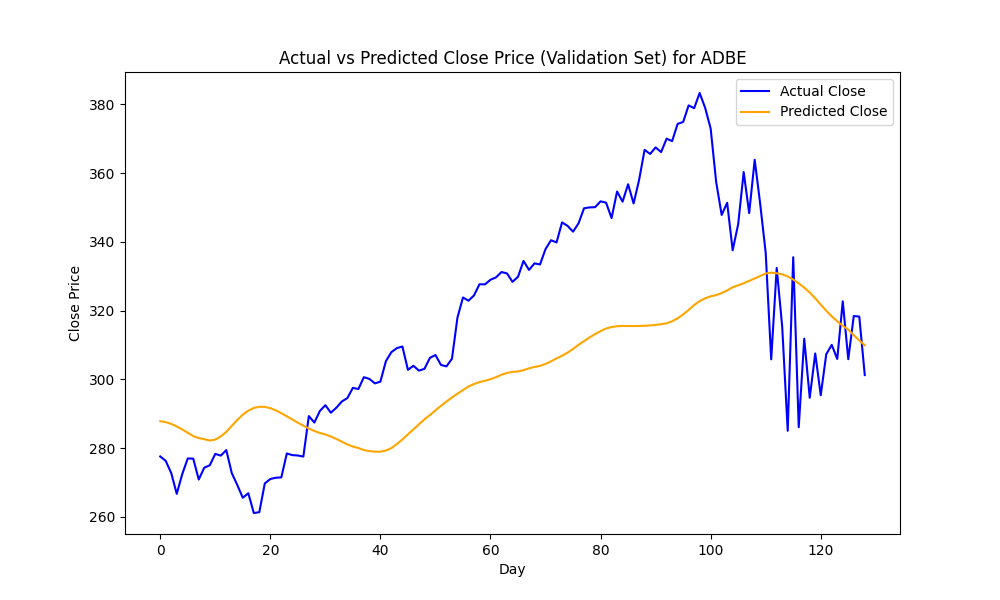 Actual vs Predicted Close Price (Validation Set) for ADBE
Actual Close
Predicted Close
Close Price
380
360
340
320
300
280
260
0 20 40 60 80 100 120
Day